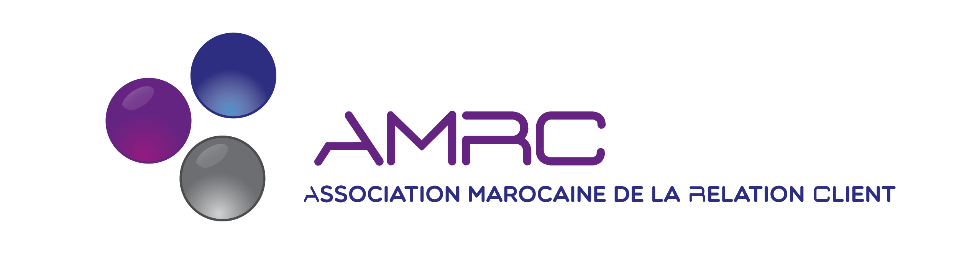 AMRC
ASSOCIATION MAROCAINE DE LA RELATION CLIENT